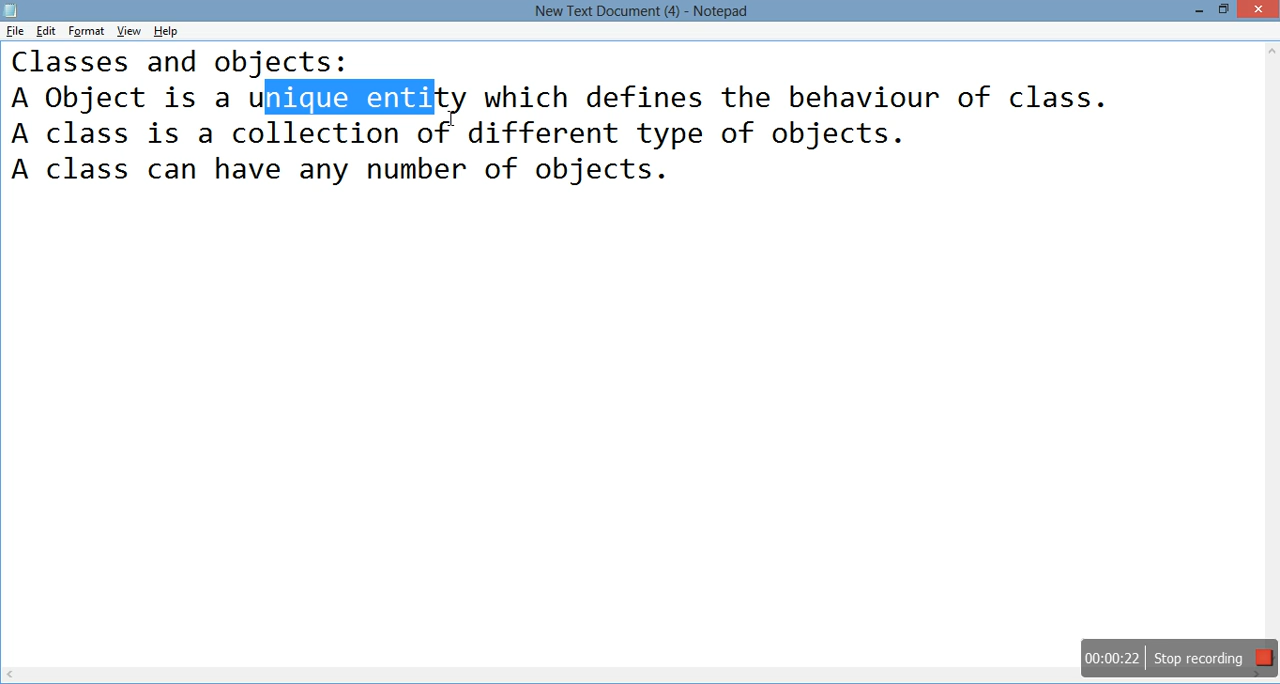 New Text Document (4) - Notepad
File Edit Format View Help
Classes and objects:
A Object is a unique entity which defines the behaviour of class.
A class is a collection of different type of objects.
A class can have any number of objects.
00:00:22 Stop recording